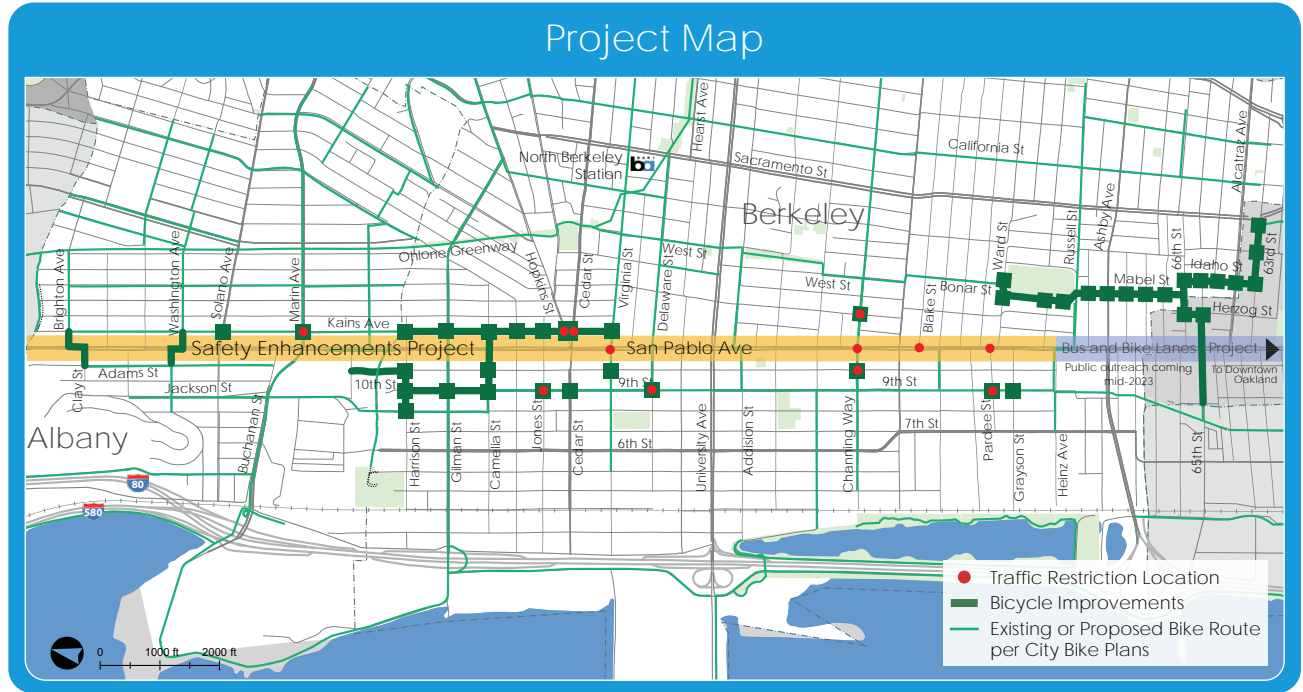 Project Map
Hearst Ave
North Berkeley
Station
ba
Sacramento St
California St
Alcatraz Ave
Berkeley
Ohlone Greenway
Hopkins St
Cedar St
Virginia St
Delaware St
West St
West St
Blake St
Bonar St
Ward St
Russell St
Ashby Ave
Mabel St
66th St
Idaho St
63rd St
Herzog St
Brighton Ave
Washington Ave
Solano Ave
Marin Ave
Kains Ave
Safety Enhancements Project
San Pablo Ave
Bus and Bike Lanes Project
Public outreach coming
mid-2023
To Downtown
Oakland
Clay St
Adams St
Jackson St
10th St
9th St
9th St
Albany
Buchanan St
Harrison St
Gilman St
Camelia St
Jones St
Cedar St
6th St
University Ave
Addison St
Channing Way
7th St
Pardee St
Grayson St
Heinz Ave
65th St
80
580
Traffic Restriction Location
Bicycle Improvements
Existing or Proposed Bike Route
per City Bike Plans
0 1000 ft 2000 ft